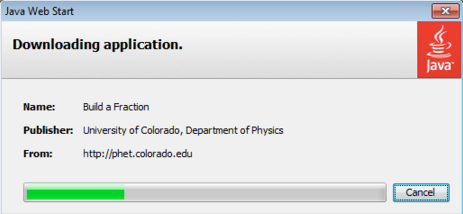 Java Web Start
Downloading application.
Java
Name: Build a Fraction
Publisher: University of Colorado, Department of Physics
From: http://phet.colorado.edu
Cancel